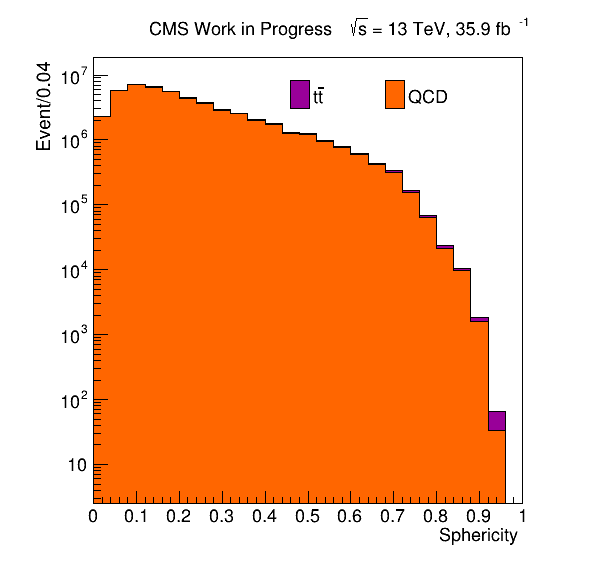 CMS Work in Progress √s = 13 TeV, 35.9 fb⁻¹
Event/0.04
tt̄ QCD
10⁷
10⁶
10⁵
10⁴
10³
10²
10
0 0.1 0.2 0.3 0.4 0.5 0.6 0.7 0.8 0.9 1
Sphericity